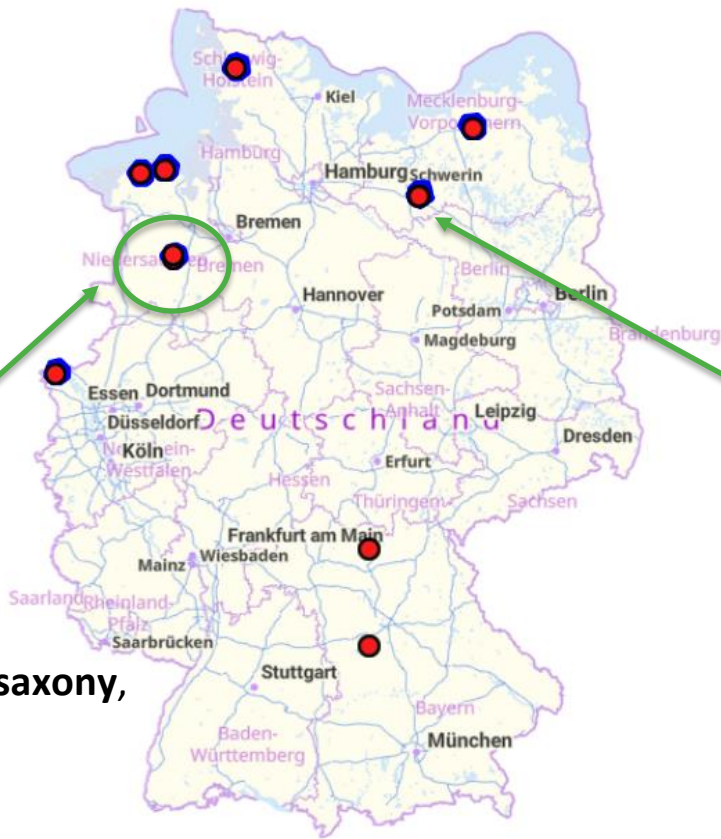 Schleswig-
Holstein
Kiel
Mecklenburg-
Vorpommern
Hamburg
Hamburg
Schwerin
Bremen
Niedersachsen
Bremen
Hannover
Berlin
Berlin
Potsdam
Brandenburg
Magdeburg
Essen
Dortmund
Sachsen-
Anhalt
Düsseldorf
Deutschland
Leipzig
Köln
Nordrhein-
Westfalen
Dresden
Erfurt
Hessen
Thüringen
Sachsen
Frankfurt am Main
Mainz
Wiesbaden
Saarland
Rheinland-
Pfalz
Saarbrücken
saxony,
Stuttgart
Bayern
Baden-
Württemberg
München